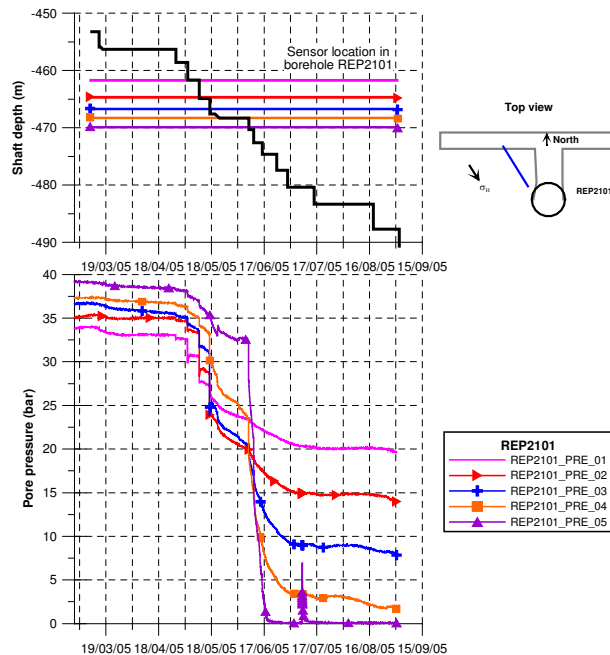 -450
-460
-470
-480
-490
Shaft depth (m)
Sensor location in
borehole REP2101
19/03/05 18/04/05 18/05/05 17/06/05 17/07/05 16/08/05 15/09/05
Top view
North
σH
REP2101
40
35
30
25
20
15
10
5
0
Pore pressure (bar)
19/03/05 18/04/05 18/05/05 17/06/05 17/07/05 16/08/05 15/09/05
REP2101
REP2101_PRE_01
REP2101_PRE_02
REP2101_PRE_03
REP2101_PRE_04
REP2101_PRE_05